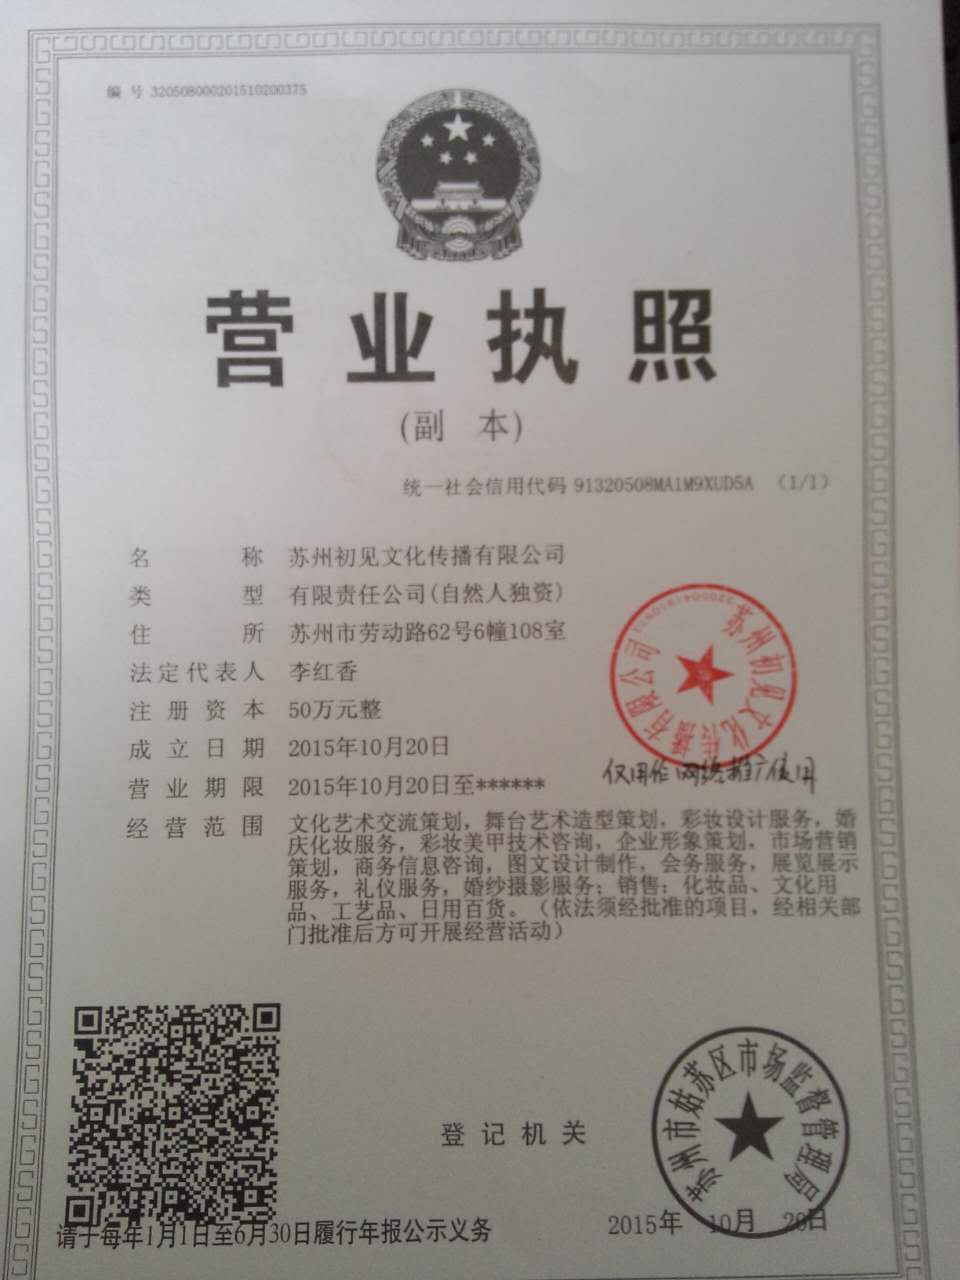 编 号 320508000201510200375
营业执照
(副 本)
统一社会信用代码 91320508MA1M9XUD5A (1/1)
名 称 苏州初见文化传播有限公司
类 型 有限责任公司(自然人独资)
住 所 苏州市劳动路62号6幢108室
法定代表人 李红香
注册资本 50万元整
成立日期 2015年10月20日
营业期限 2015年10月20日至******
经营范围 文化艺术交流策划，舞台艺术造型策划，彩妆设计服务，婚
庆化妆服务，彩妆美甲技术咨询，企业形象策划，市场营销
策划，商务信息咨询，图文设计制作，会务服务，展览展示
服务，礼仪服务，婚纱摄影服务；销售：化妆品、文化用
品、工艺品、日用百货。（依法须经批准的项目，经相关部
门批准后方可开展经营活动）
苏州初见文化传播有限公司
仅用作网络推广使用
登记机关
苏州市姑苏区市场监督管理局
2015年 10月 20日
请于每年1月1日至6月30日履行年报公示义务